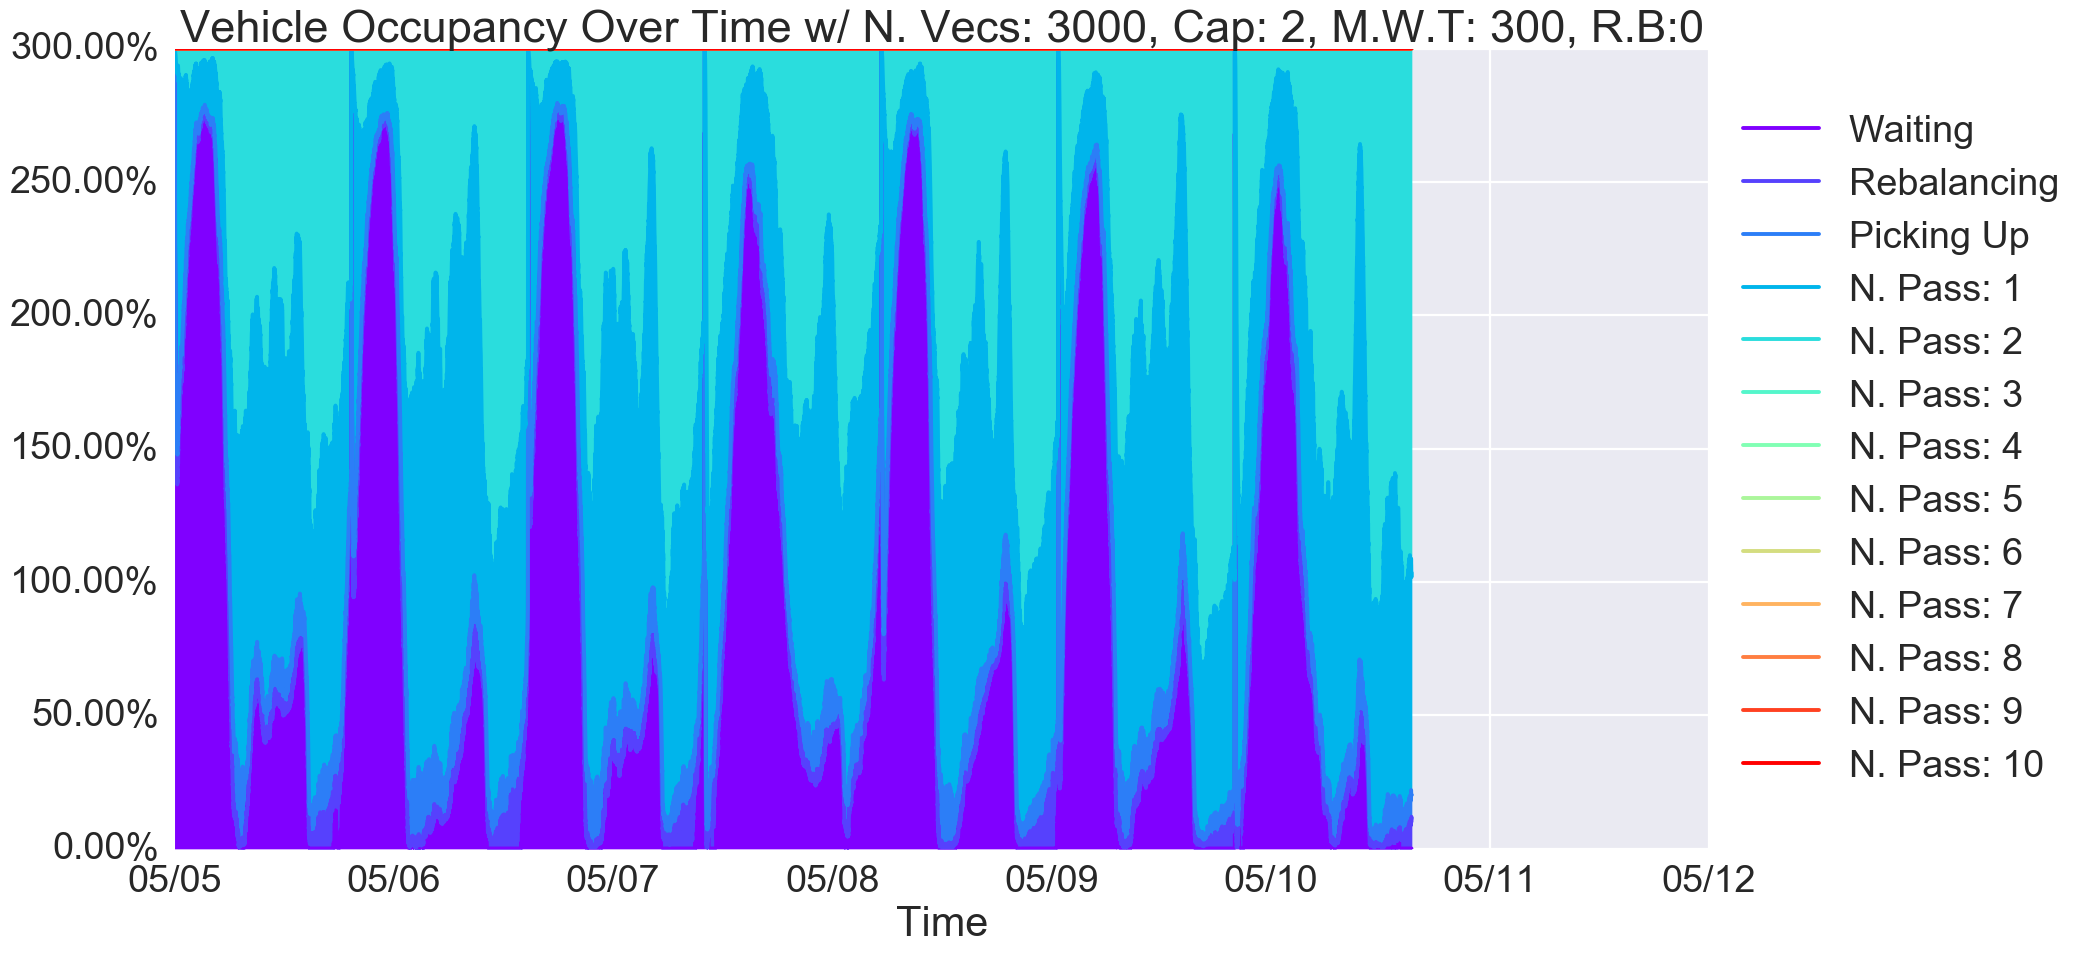 Vehicle Occupancy Over Time w/ N. Vecs: 3000, Cap: 2, M.W.T: 300, R.B:0
300.00%
250.00%
200.00%
150.00%
100.00%
50.00%
0.00%
05/05 05/06 05/07 05/08 05/09 05/10 05/11 05/12
Time
Waiting
Rebalancing
Picking Up
N. Pass: 1
N. Pass: 2
N. Pass: 3
N. Pass: 4
N. Pass: 5
N. Pass: 6
N. Pass: 7
N. Pass: 8
N. Pass: 9
N. Pass: 10